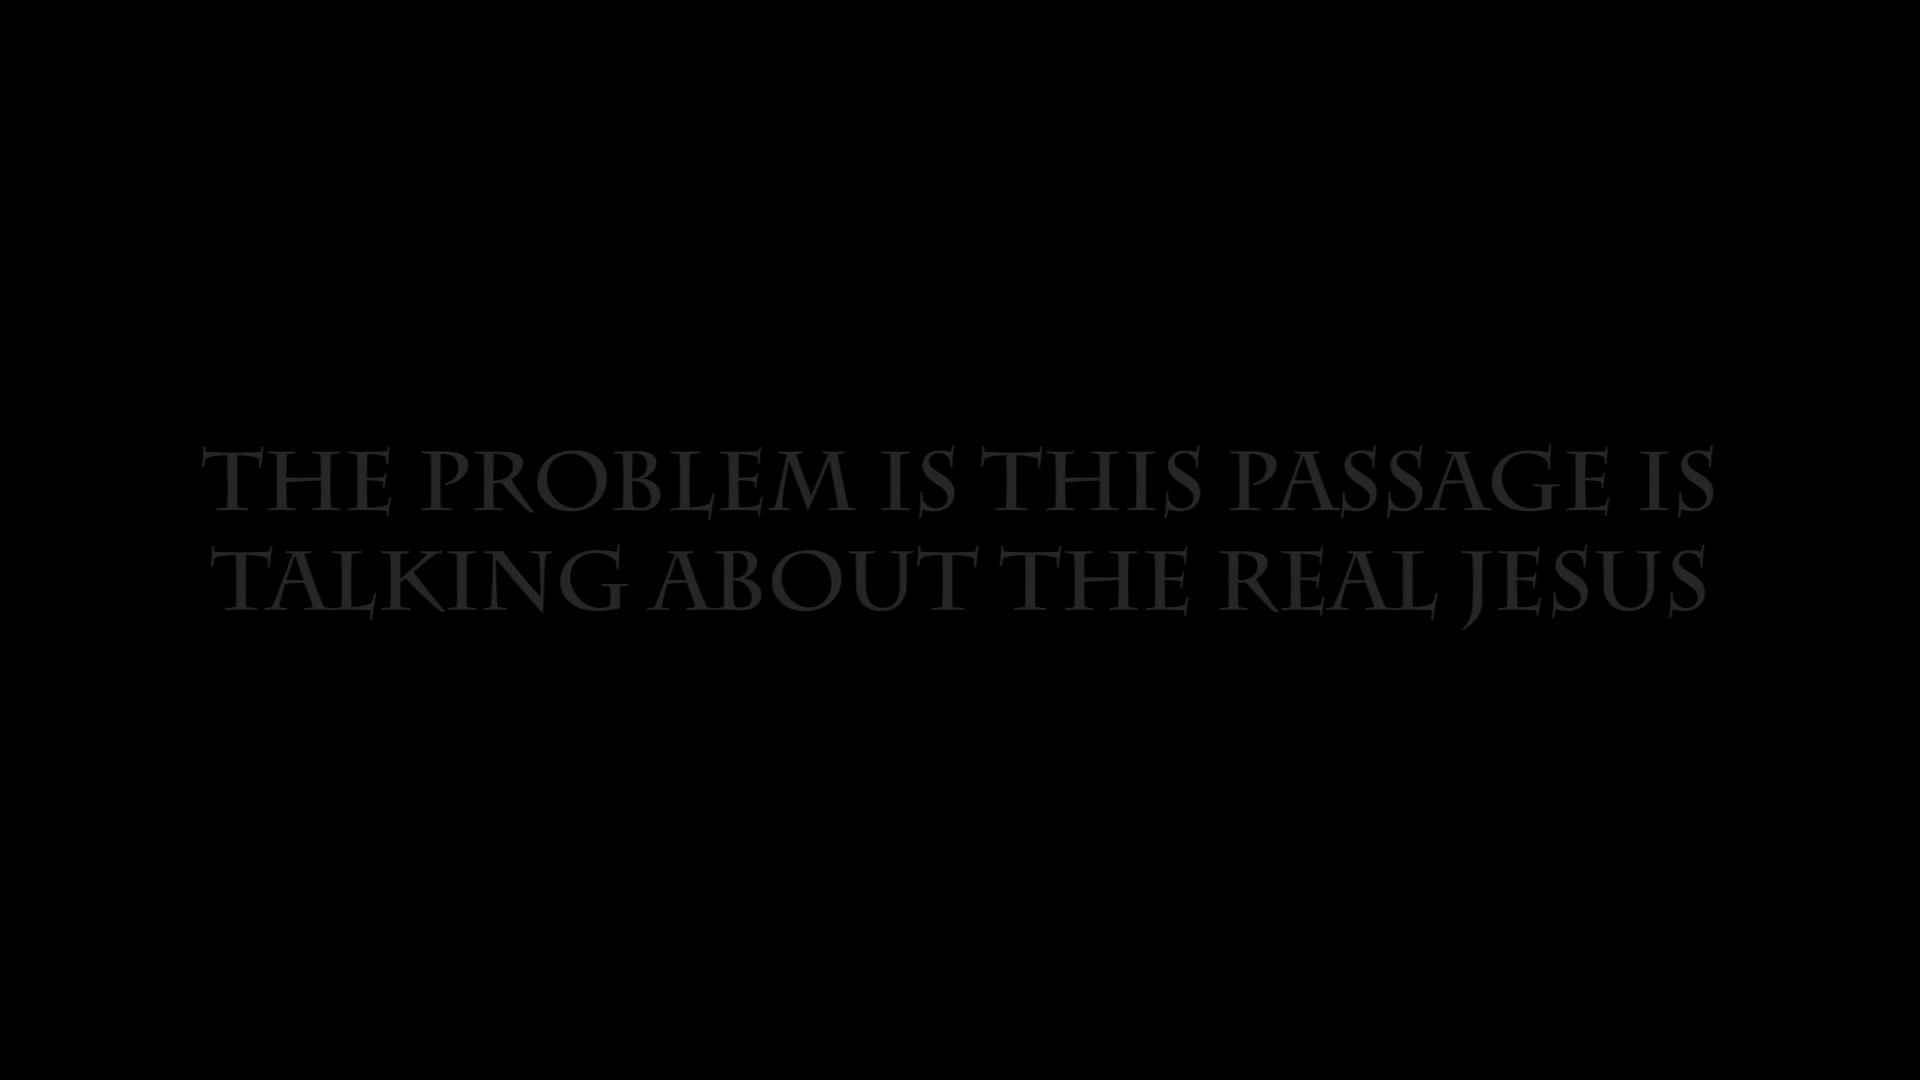 THE PROBLEM IS THIS PASSAGE IS
TALKING ABOUT THE REAL JESUS